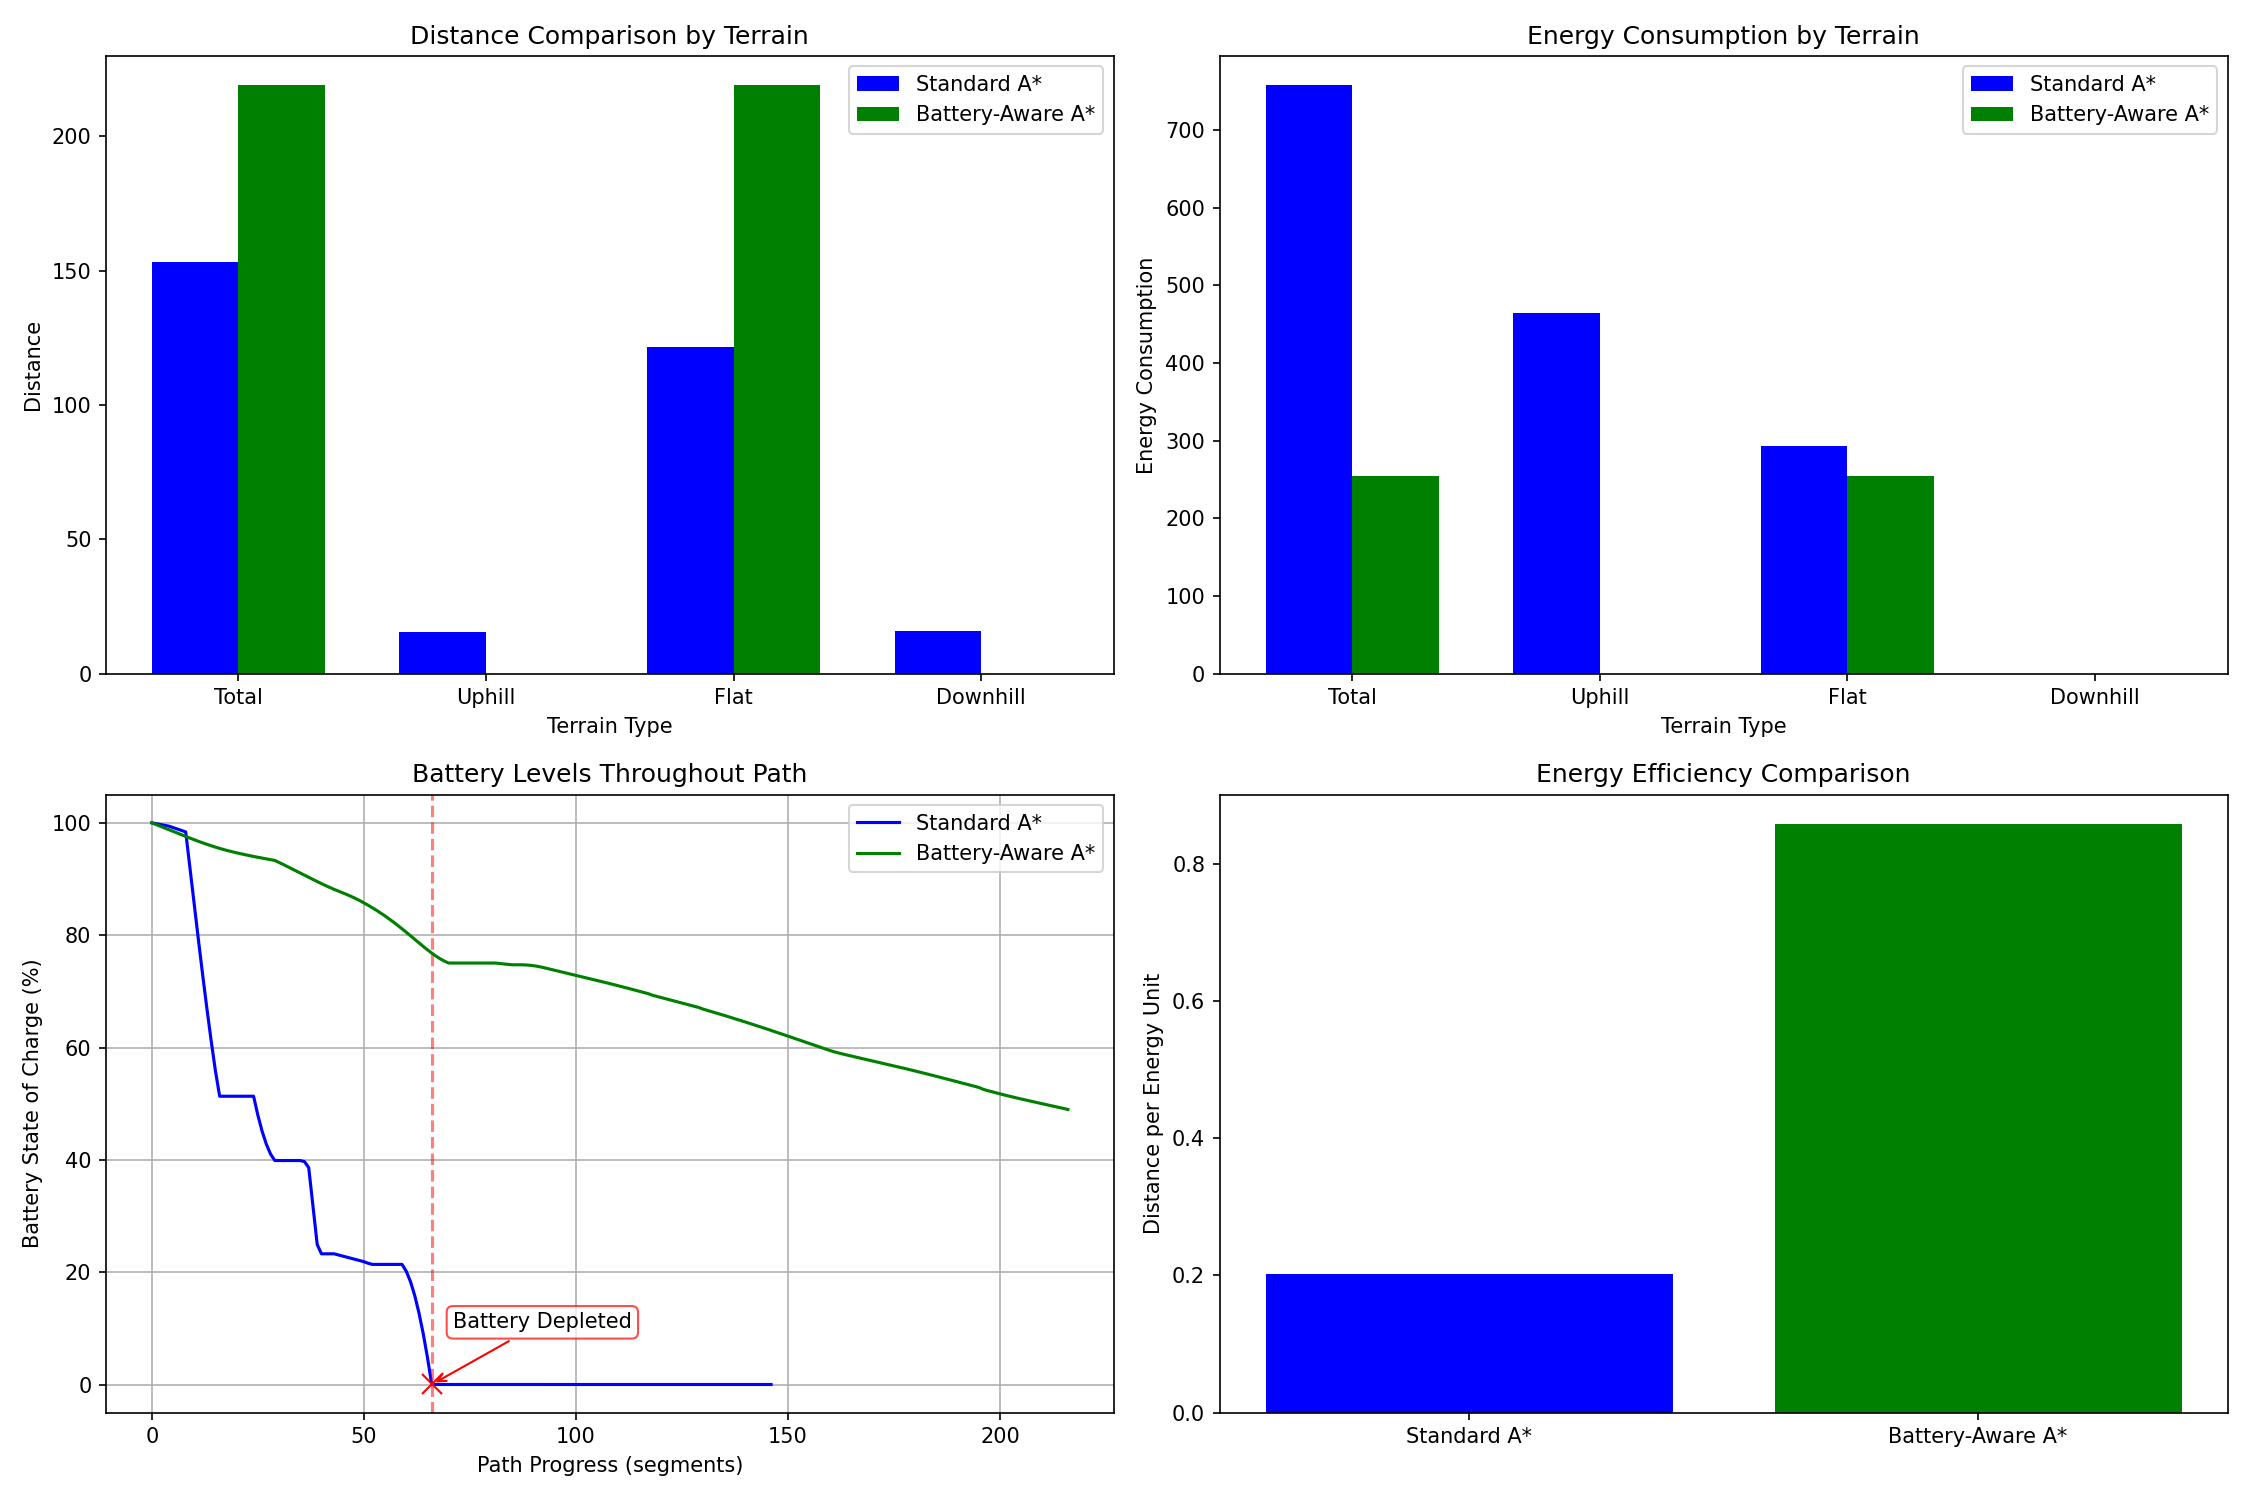 Distance Comparison by Terrain
Standard A*
Battery-Aware A*
Distance
200
150
100
50
0
Total
Uphill
Flat
Downhill
Terrain Type
Energy Consumption by Terrain
Standard A*
Battery-Aware A*
Energy Consumption
700
600
500
400
300
200
100
0
Total
Uphill
Flat
Downhill
Terrain Type
Battery Levels Throughout Path
Standard A*
Battery-Aware A*
Battery State of Charge (%)
100
80
60
40
20
0
Battery Depleted
0
50
100
150
200
Path Progress (segments)
Energy Efficiency Comparison
Distance per Energy Unit
0.8
0.6
0.4
0.2
0.0
Standard A*
Battery-Aware A*